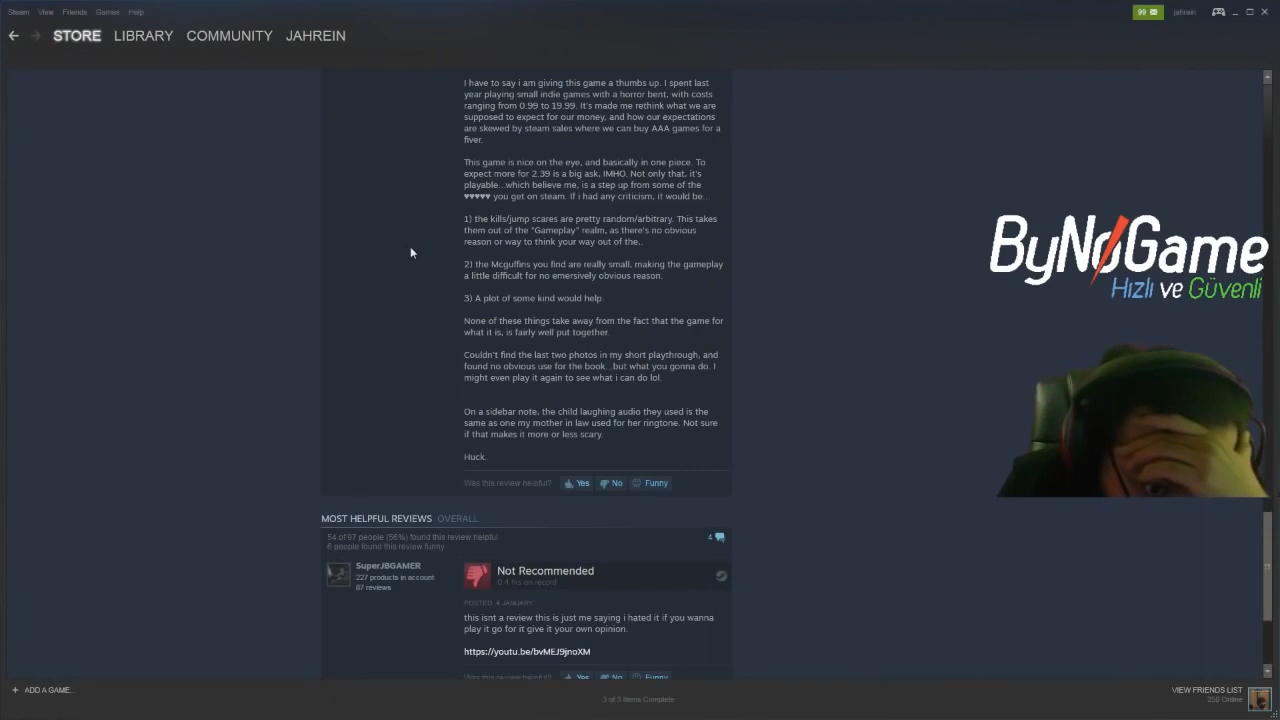 Steam View Friends Games Help
99
jahrein
STORE LIBRARY COMMUNITY JAHREIN
I have to say i am giving this game a thumbs up. I spent last
year playing small indie games with a horror bent, with costs
ranging from 0.99 to 19.99. It's made me rethink what we are
supposed to expect for our money, and how our expectations
are skewed by steam sales where we can buy AAA games for a
fiver.
This game is nice on the eye, and basically in one piece. To
expect more for 2.39 is a big ask, IMHO. Not only that, it's
playable...which believe me, is a step up from some of the
♥♥♥♥♥ you get on steam. If i had any criticism, it would be...
1) the kills/jump scares are pretty random/arbitrary. This takes
them out of the "Gameplay" realm, as there's no obvious
reason or way to think your way out of the..
2) the Mcguffins you find are really small, making the gameplay
a little difficult for no emersively obvious reason.
3) A plot of some kind would help.
None of these things take away from the fact that the game for
what it is, is fairly well put together.
Couldn't find the last two photos in my short playthrough, and
found no obvious use for the book...but what you gonna do. I
might even play it again to see what i can do lol.
On a sidebar note, the child laughing audio they used is the
same as one my mother in law used for her ringtone. Not sure
if that makes it more or less scary.
Huck.
Was this review helpful? Yes No Funny
MOST HELPFUL REVIEWS OVERALL
54 of 97 people (56%) found this review helpful
6 people found this review funny
4
SuperJBGAMER
227 products in account
87 reviews
Not Recommended
0.4 hrs on record
POSTED: 4 JANUARY
this isnt a review this is just me saying i hated it if you wanna
play it go for it give it your own opinion.
https://youtu.be/bvMEJ9jnoXM
Was this review helpful? Yes No Funny
ByNoGame
Hızlı ve Güvenli
+ ADD A GAME...
3 of 3 Items Complete
VIEW FRIENDS LIST
250 Online